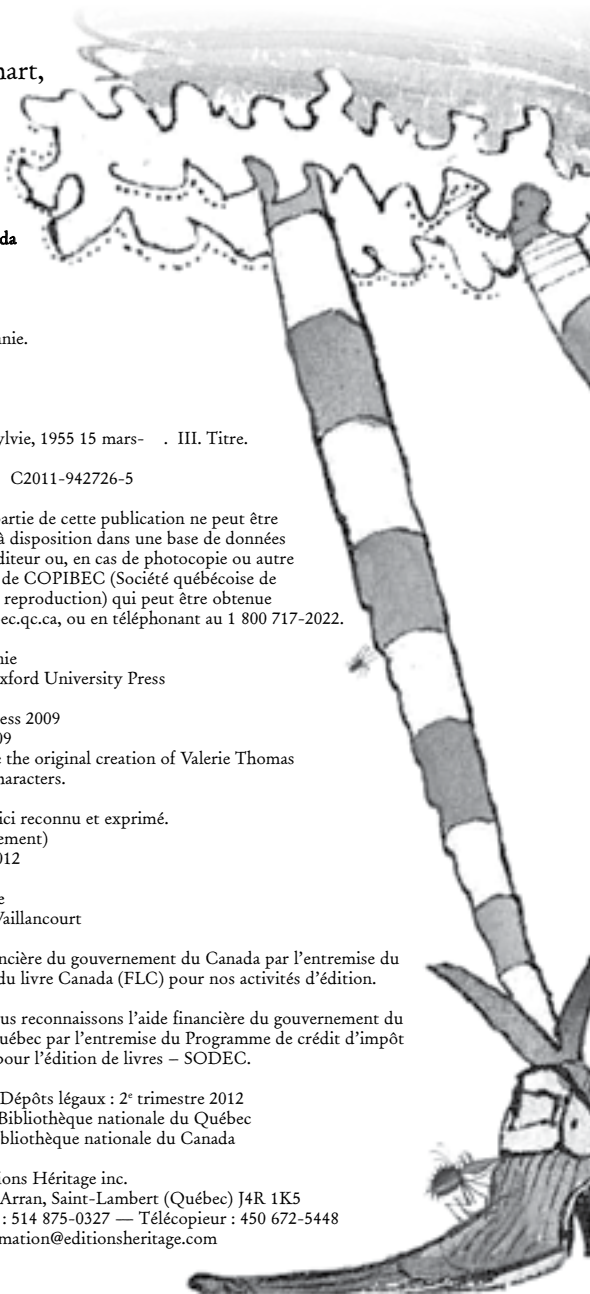 nart,
da
nie.
ylvie, 1955 15 mars-    .  III. Titre.
C2011-942726-5
artie de cette publication ne peut être
à disposition dans une base de données
diteur ou, en cas de photocopie ou autre
de COPIBEC (Société québécoise de
reproduction) qui peut être obtenue
ec.qc.ca, ou en téléphonant au 1 800 717-2022.
nie
xford University Press
ess 2009
09
e the original creation of Valerie Thomas
haracters.
ici reconnu et exprimé.
ement)
012
e
Vaillancourt
ncière du gouvernement du Canada par l'entremise du
du livre Canada (FLC) pour nos activités d'édition.
us reconnaissons l'aide financière du gouvernement du
uébec par l'entremise du Programme de crédit d'impôt
pour l'édition de livres – SODEC.
Dépôts légaux : 2e trimestre 2012
Bibliothèque nationale du Québec
bliothèque nationale du Canada
ions Héritage inc.
Arran, Saint-Lambert (Québec) J4R 1K5
: 514 875-0327 — Télécopieur : 450 672-5448
mation@editionsheritage.com